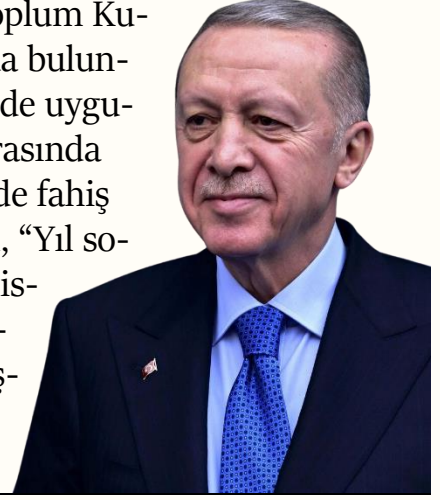 oplum Ku-
a bulun-
de uygu-
rasında
de fahiş
, “Yıl so-
is-
-
ş-